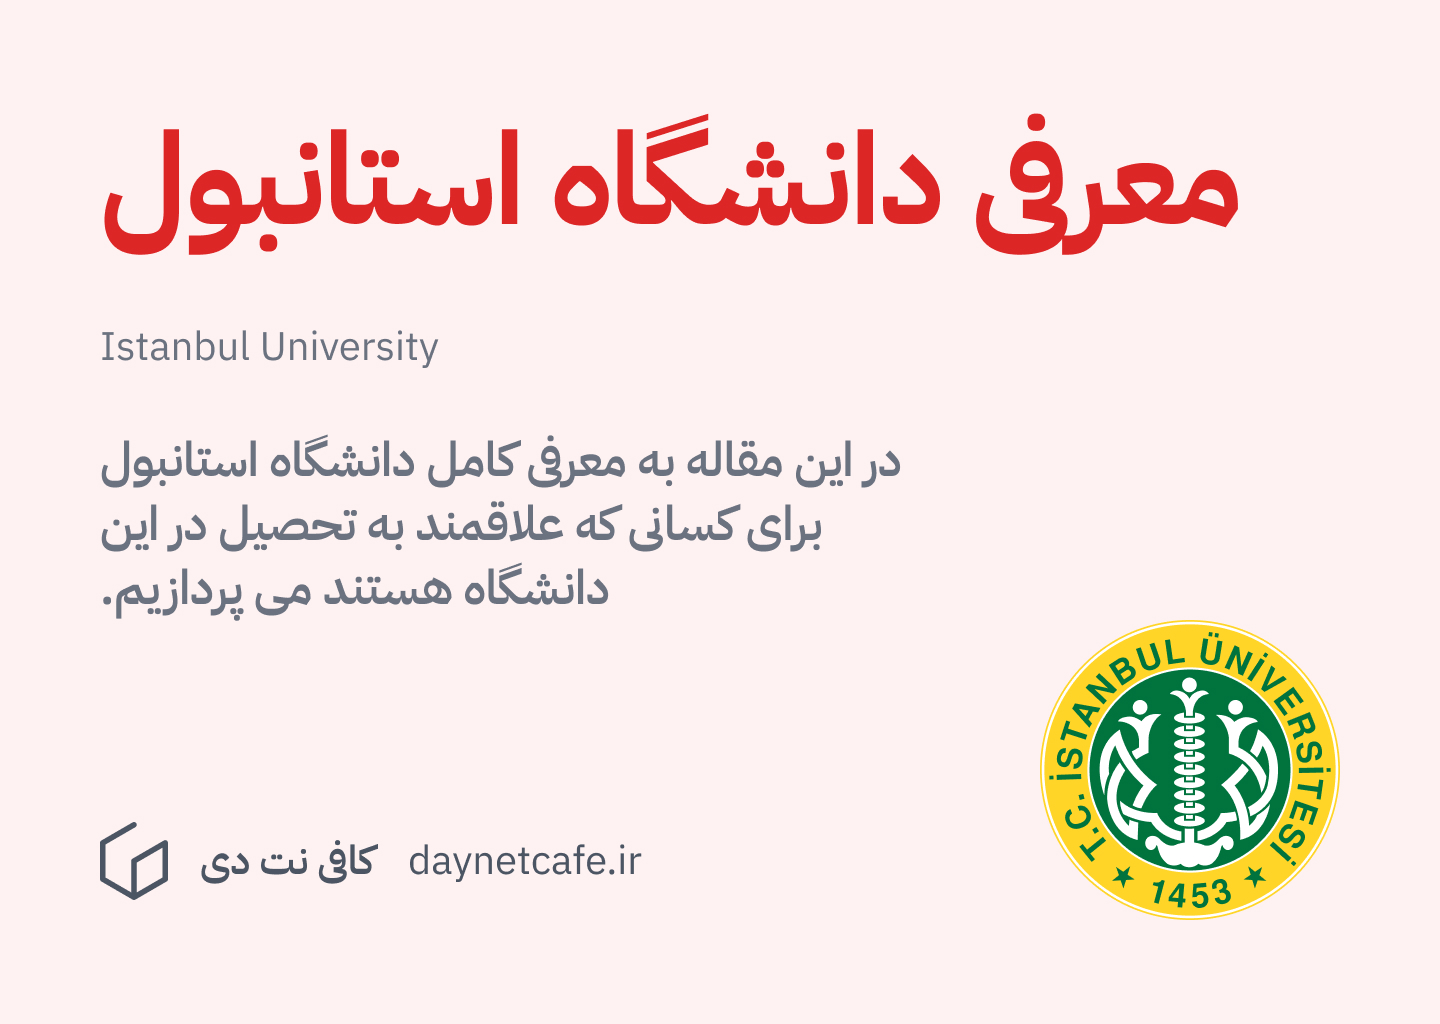 معرفی دانشگاه استانبول
Istanbul University
در این مقاله به معرفی کامل دانشگاه استانبول
برای کسانی که علاقمند به تحصیل در این
دانشگاه هستند می پردازیم.
کافی نت دی daynetcafe.ir
T.C. İSTANBUL ÜNİVERSİTESİ
1453